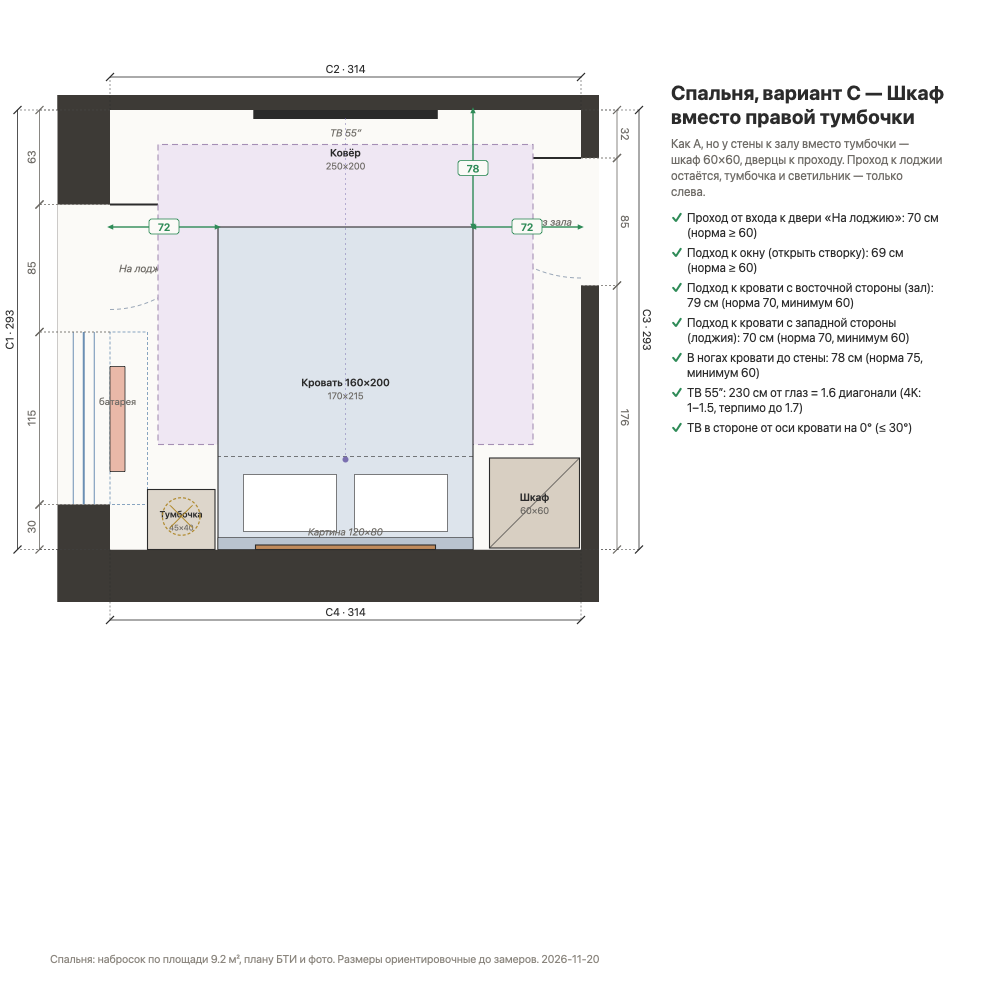 С2 · 314
Спальня, вариант C — Шкаф
вместо правой тумбочки
Как А, но у стены к залу вместо тумбочки —
шкаф 60×60, дверцы к проходу. Проход к лоджии
остаётся, тумбочка и светильник — только
слева.
Проход от входа к двери «На лоджию»: 70 см
(норма ≥ 60)
Подход к окну (открыть створку): 69 см
(норма ≥ 60)
Подход к кровати с восточной стороны (зал):
79 см (норма 70, минимум 60)
Подход к кровати с западной стороны
(лоджия): 70 см (норма 70, минимум 60)
В ногах кровати до стены: 78 см (норма 75,
минимум 60)
ТВ 55″: 230 см от глаз = 1.6 диагонали (4K:
1–1.5, терпимо до 1.7)
ТВ в стороне от оси кровати на 0° (≤ 30°)
ТВ 55″
Ковёр
250×200
63
32
78
72
72
з зала
85
85
На лодж
С1 · 293
С3 · 293
Кровать 160×200
170×215
батарея
115
176
Шкаф
60×60
Тумбочка
45×40
30
Картина 120×80
С4 · 314
Спальня: набросок по площади 9.2 м², плану БТИ и фото. Размеры ориентировочные до замеров. 2026-11-20